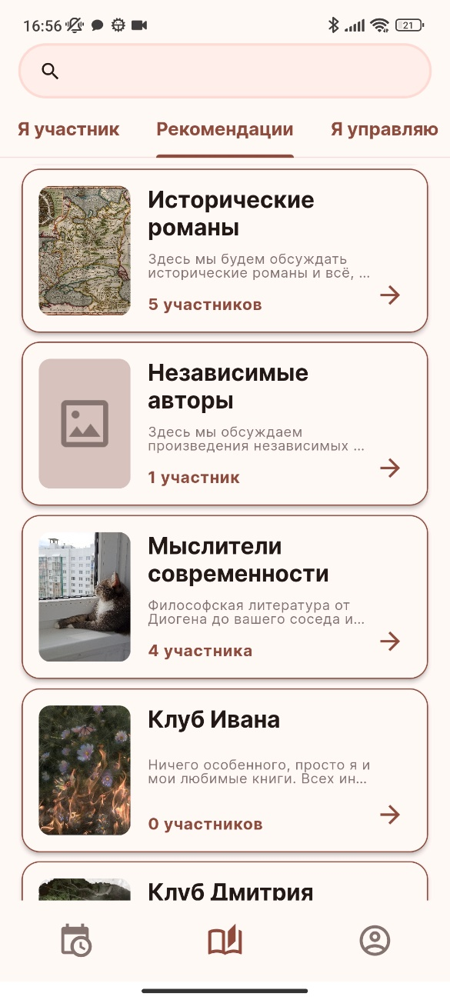 16:56
21
Я участник Рекомендации Я управляю
Исторические
романы
Здесь мы будем обсуждать
исторические романы и всё, ...
5 участников
Независимые
авторы
Здесь мы обсуждаем
произведения независимых ...
1 участник
Мыслители
современности
Философская литература от
Диогена до вашего соседа и...
4 участника
Клуб Ивана
Ничего особенного, просто я и
мои любимые книги. Всех ин...
0 участников
Клуб Дмитрия